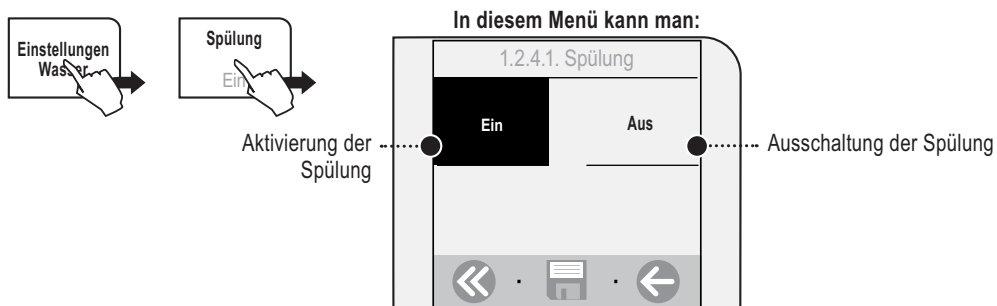 In diesem Menü kann man:
Einstellungen
Wasser
Spülung
Ein
1.2.4.1. Spülung
Ein
Aus
Aktivierung der
Spülung
Ausschaltung der Spülung